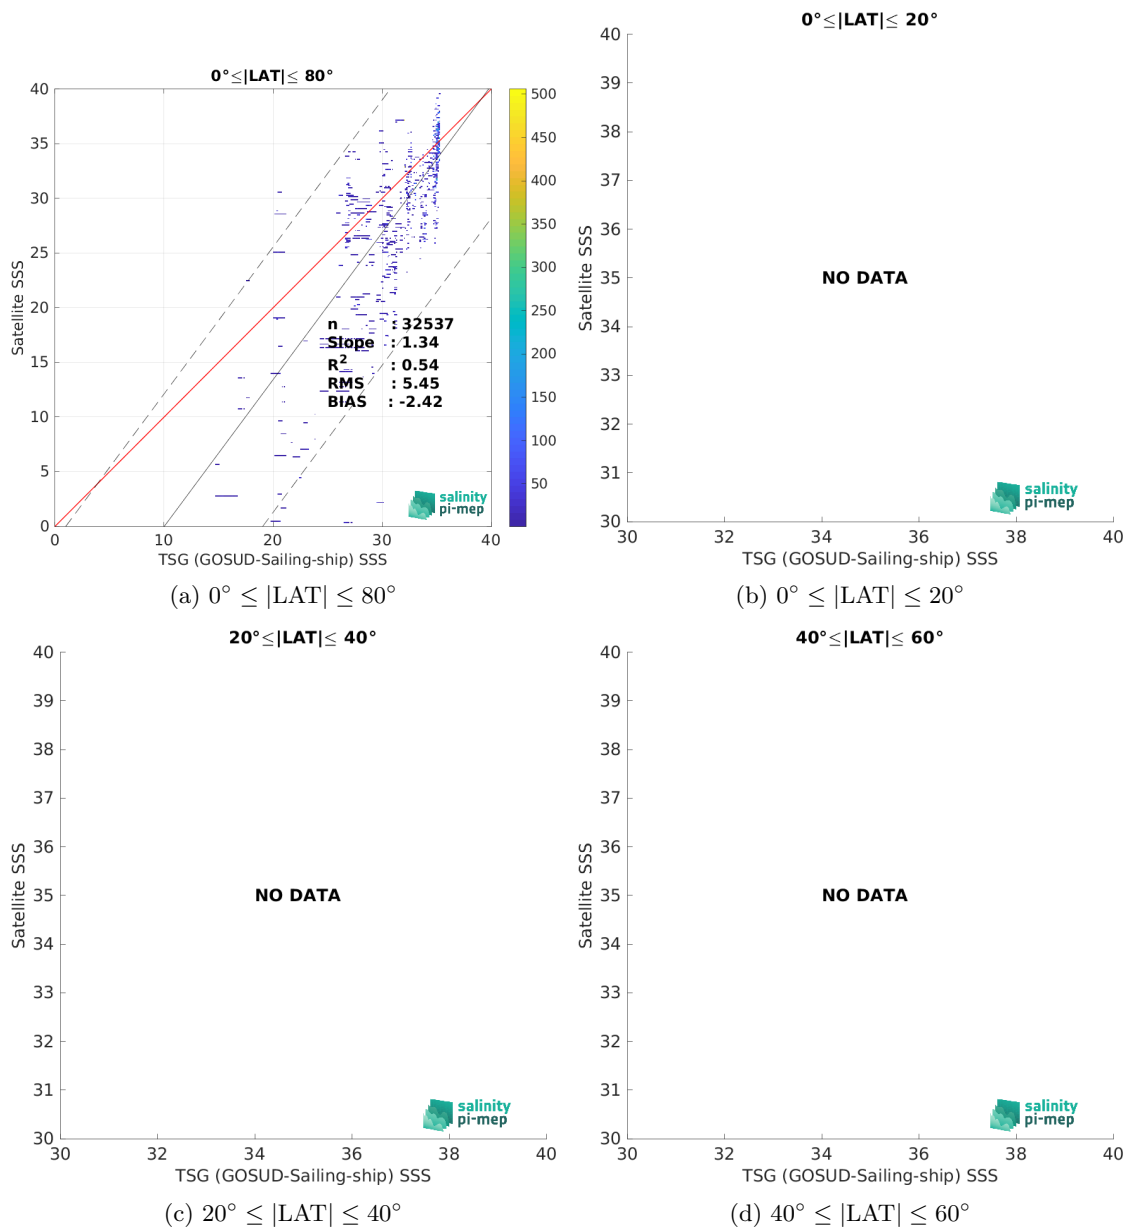 0°≤|LAT|≤ 80°
40
35
30
25
20
15
10
5
0
Satellite SSS
n : 32537
Slope : 1.34
R2 : 0.54
RMS : 5.45
BIAS : -2.42
salinity
pi-mep
0 10 20 30 40
TSG (GOSUD-Sailing-ship) SSS
500
450
400
350
300
250
200
150
100
50
(a) 0° ≤ |LAT| ≤ 80°
0°≤|LAT|≤ 20°
40
39
38
37
36
35
34
33
32
31
30
Satellite SSS
NO DATA
salinity
pi-mep
30 32 34 36 38 40
TSG (GOSUD-Sailing-ship) SSS
(b) 0° ≤ |LAT| ≤ 20°
20°≤|LAT|≤ 40°
40
39
38
37
36
35
34
33
32
31
30
Satellite SSS
NO DATA
salinity
pi-mep
30 32 34 36 38 40
TSG (GOSUD-Sailing-ship) SSS
(c) 20° ≤ |LAT| ≤ 40°
40°≤|LAT|≤ 60°
40
39
38
37
36
35
34
33
32
31
30
Satellite SSS
NO DATA
salinity
pi-mep
30 32 34 36 38 40
TSG (GOSUD-Sailing-ship) SSS
(d) 40° ≤ |LAT| ≤ 60°